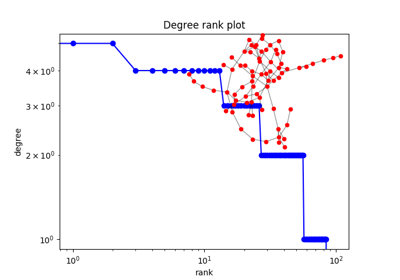 Degree rank plot
4 × 10⁰
3 × 10⁰
2 × 10⁰
10⁰
degree
10⁰ 10¹ 10²
rank